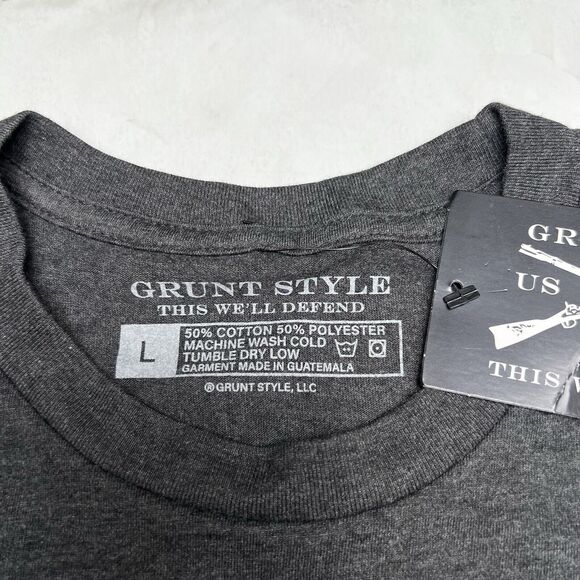 GRUNT STYLE
THIS WE'LL DEFEND
L
50% COTTON 50% POLYESTER
MACHINE WASH COLD
TUMBLE DRY LOW
GARMENT MADE IN GUATEMALA
® GRUNT STYLE, LLC
GR
US
THIS